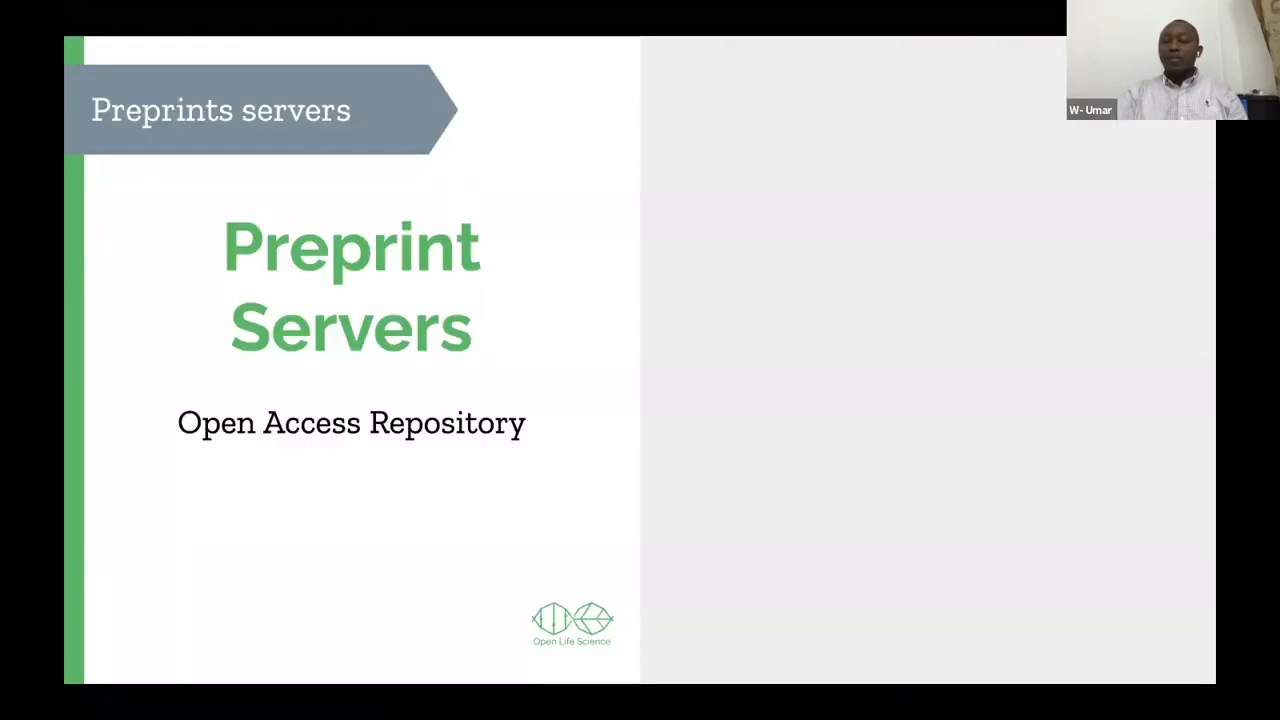 Preprints servers
W- Umar
Preprint
Servers
Open Access Repository
Open Life Science